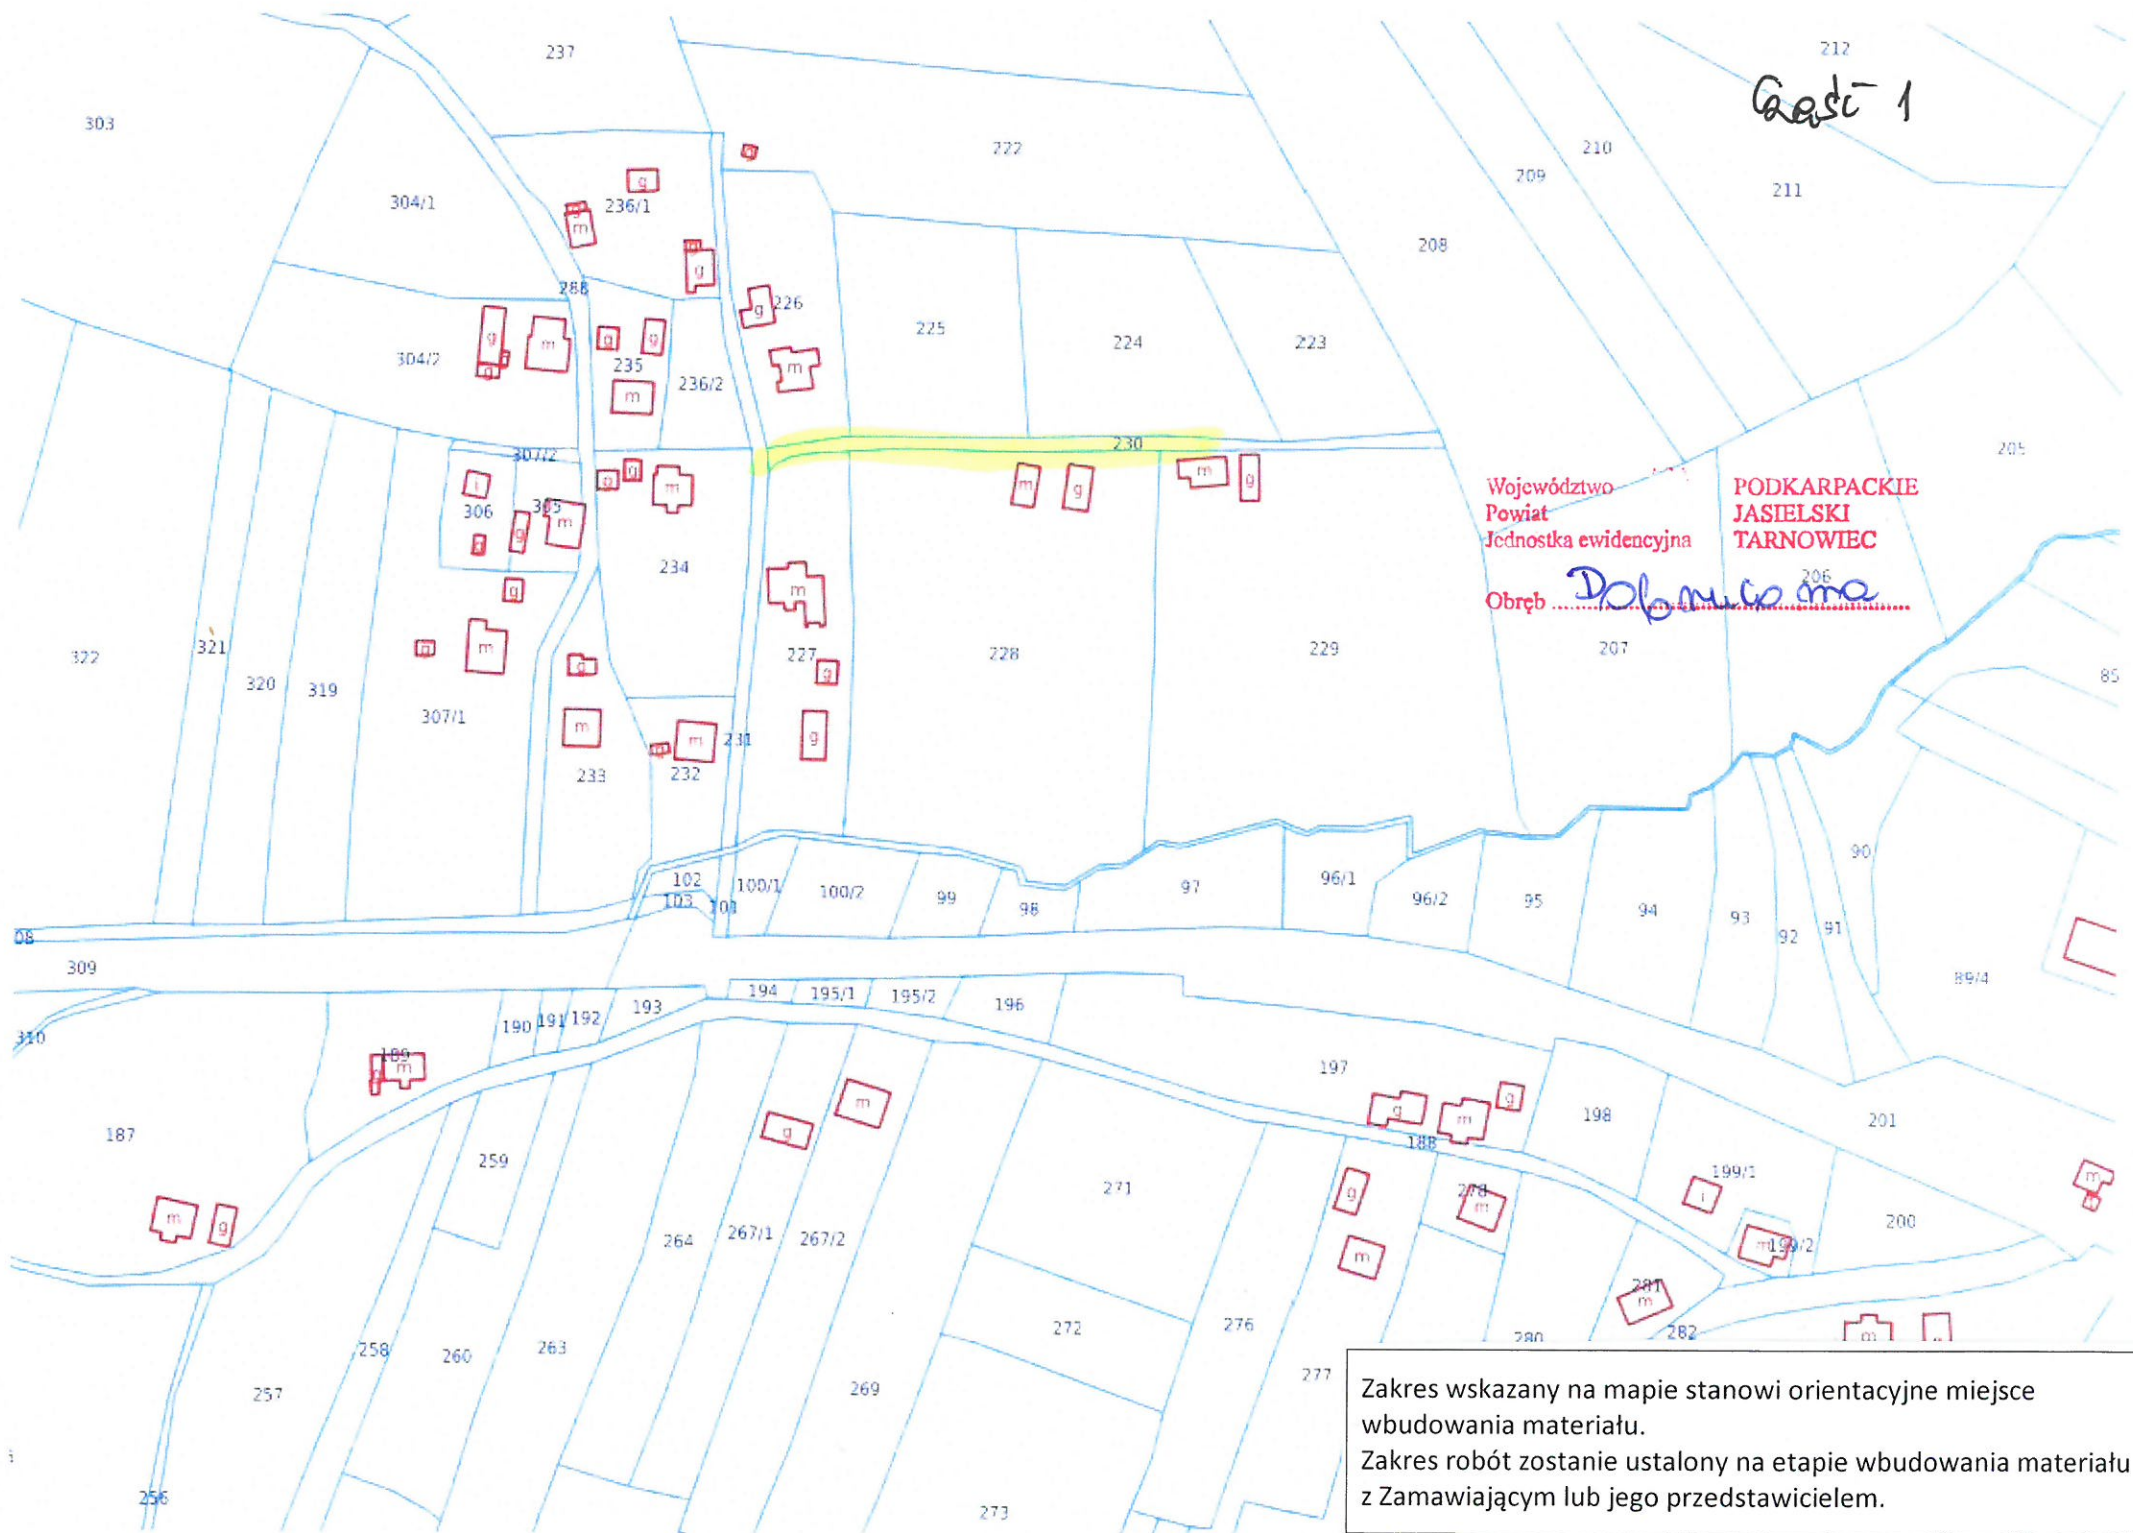 237
212
Część 1
303
222
210
209
211
304/1
g
236/1
g
m
208
g
288
226
g
225
224
223
g
m
g
g
304/2
235
236/2
m
m
g
230
205
307/2
g
g
m
m
g
m
g
i
306
305
g
m
Województwo PODKARPACKIE
Powiat JASIELSKI
Jednostka ewidencyjna TARNOWIEC
206
Obręb Dobrucowa
234
m
g
322
321
320
319
307/1
g
m
g
227
g
228
229
207
85
m
m
231
g
233
232
102
103
101
100/1
100/2
99
98
97
96/1
96/2
95
94
93
92
91
90
89/4
08
309
310
190
191
192
193
194
195/1
195/2
196
189
m
197
g
m
g
188
198
201
187
259
g
m
271
g
278
m
199/1
i
200
m
m
g
264
267/1
267/2
m
m
199/2
281
m
257
258
260
263
269
272
276
277
280
282
m
256
273
Zakres wskazany na mapie stanowi orientacyjne miejsce
wbudowania materiału.
Zakres robót zostanie ustalony na etapie wbudowania materiału
z Zamawiającym lub jego przedstawicielem.